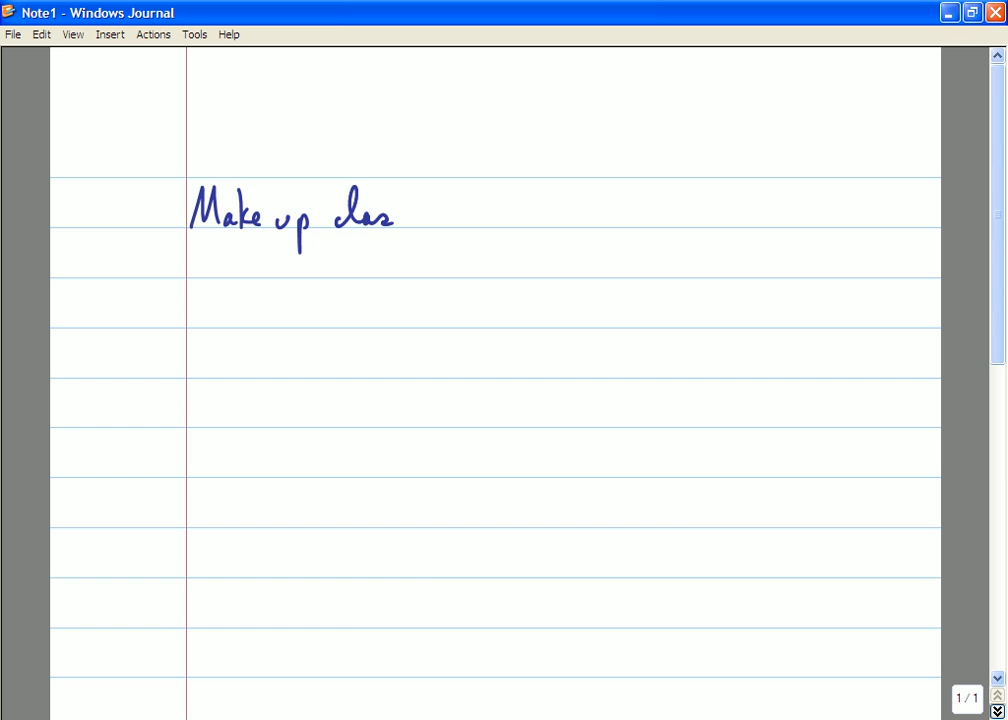 Note1 - Windows Journal
File Edit View Insert Actions Tools Help
Make up clas
1 / 1